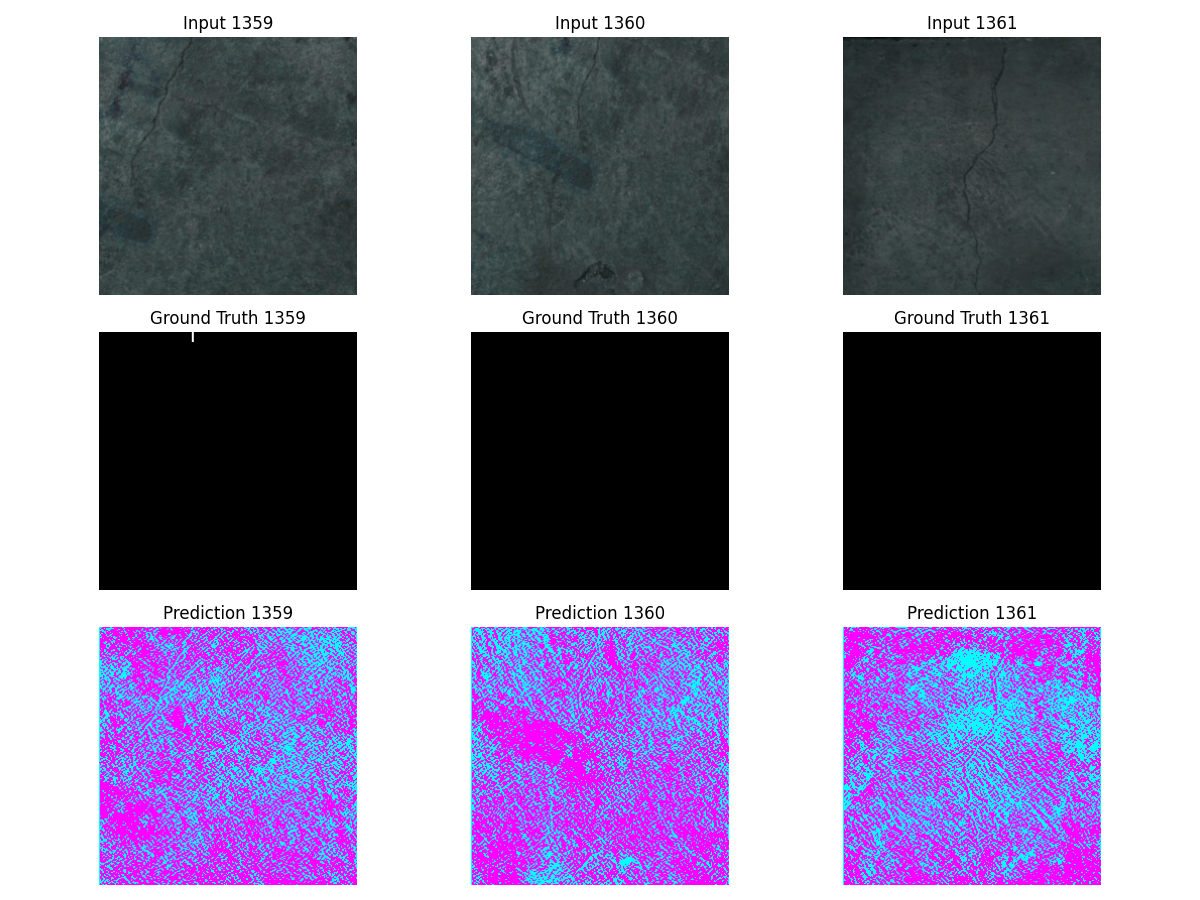 Input 1359
Input 1360
Input 1361
Ground Truth 1359
Ground Truth 1360
Ground Truth 1361
Prediction 1359
Prediction 1360
Prediction 1361